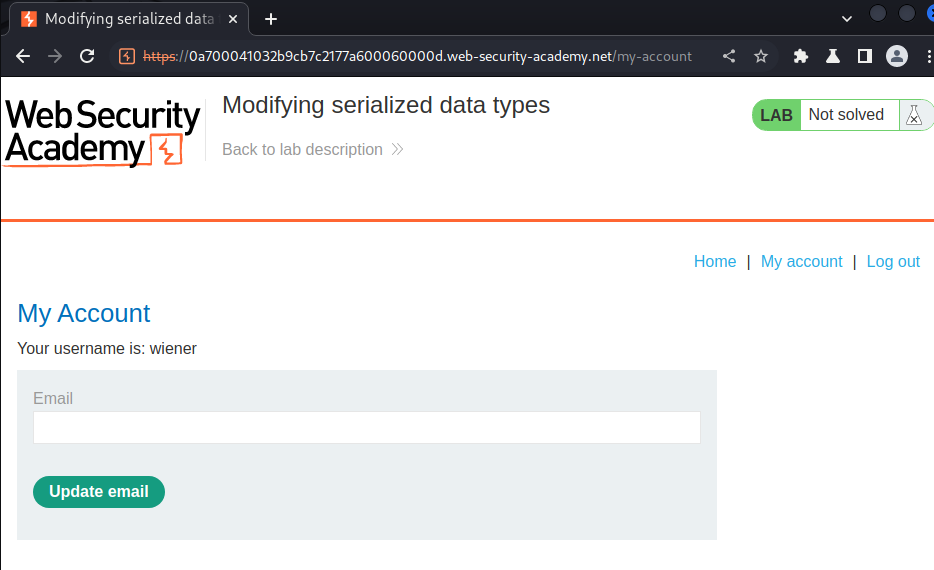 Modifying serialized data
https://0a700041032b9cb7c2177a600060000d.web-security-academy.net/my-account
Web Security
Academy
Modifying serialized data types
Back to lab description
LAB Not solved
Home | My account | Log out
My Account
Your username is: wiener
Email
Update email